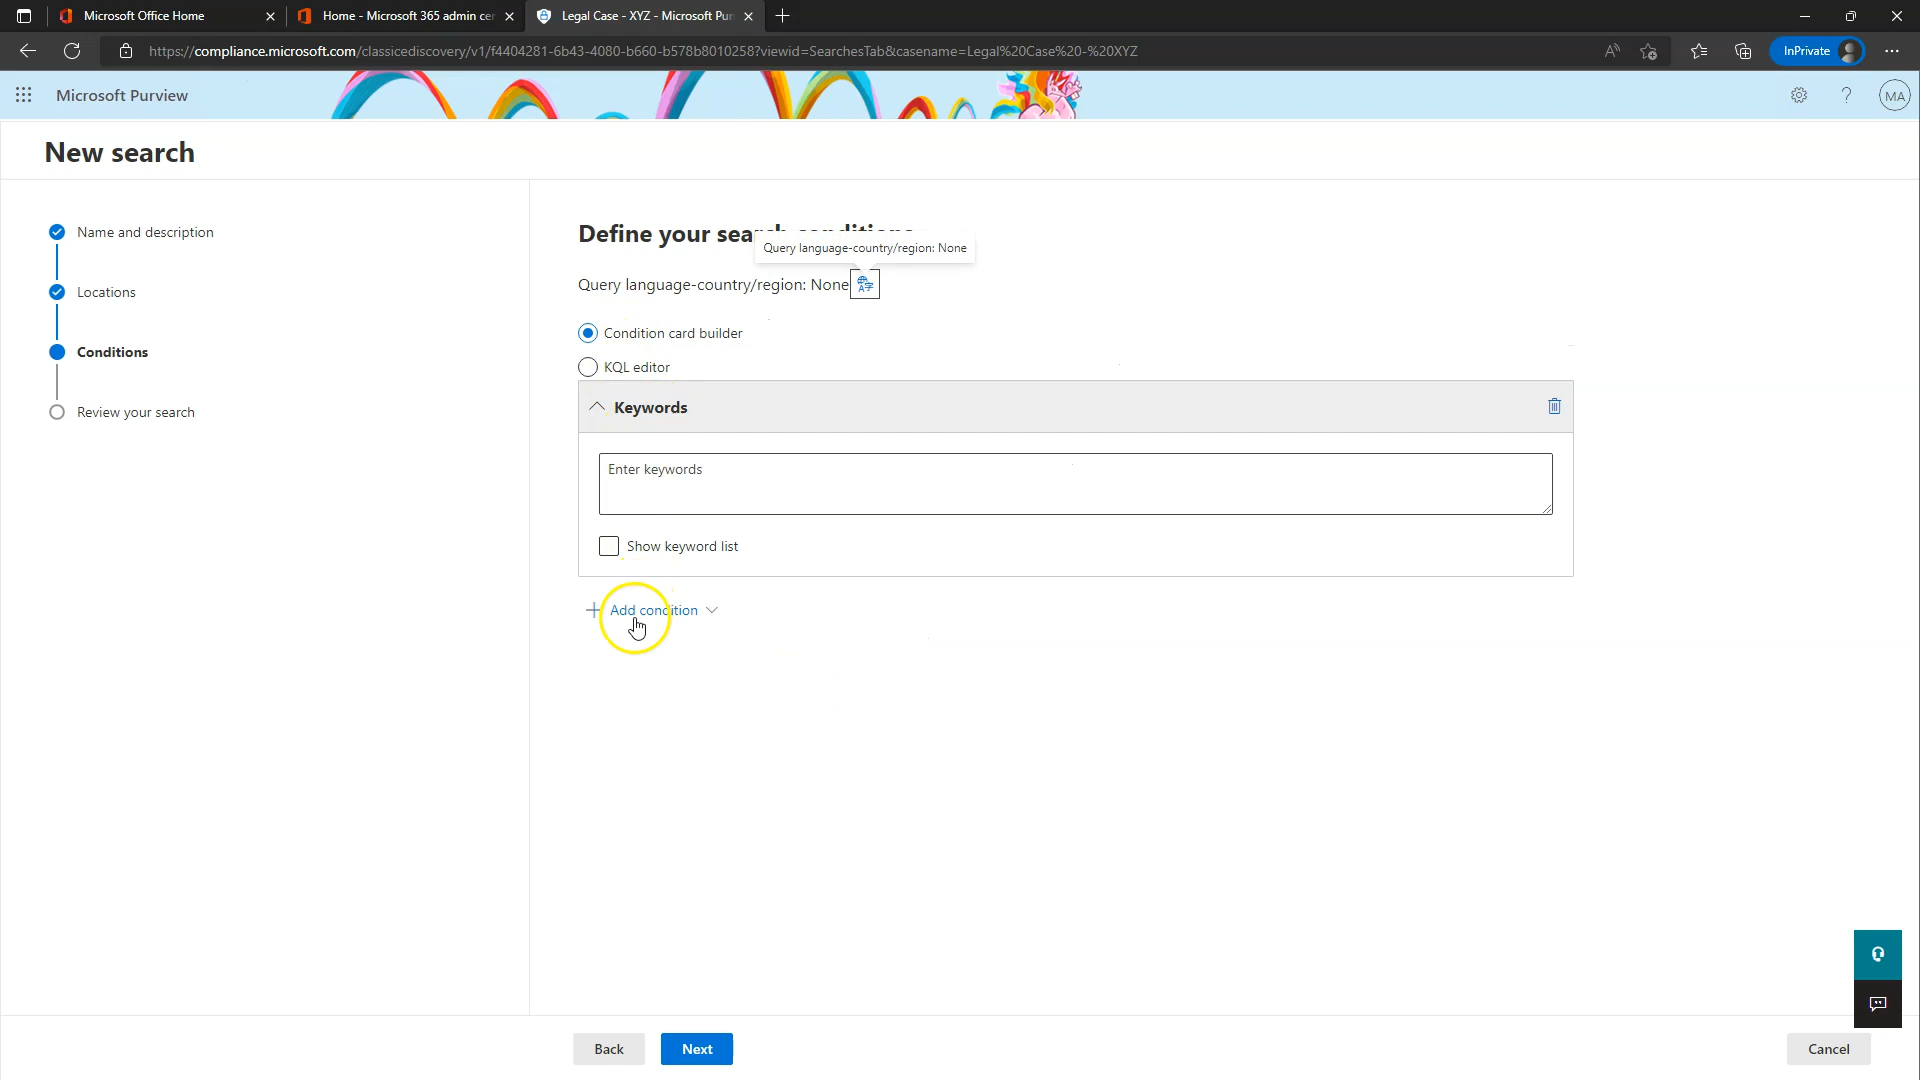 Microsoft Office Home
Home - Microsoft 365 admin cer
Legal Case - XYZ - Microsoft Pur
https://compliance.microsoft.com/classicediscovery/v1/f4404281-6b43-4080-b660-b578b8010258?viewid=SearchesTab&casename=Legal%20Case%20-%20XYZ
InPrivate
Microsoft Purview
MA
New search
Name and description
Locations
Conditions
Review your search
Define your search conditions
Query language-country/region: None
Query language-country/region: None
Condition card builder
KQL editor
Keywords
Enter keywords
Show keyword list
Add condition
Back
Next
Cancel